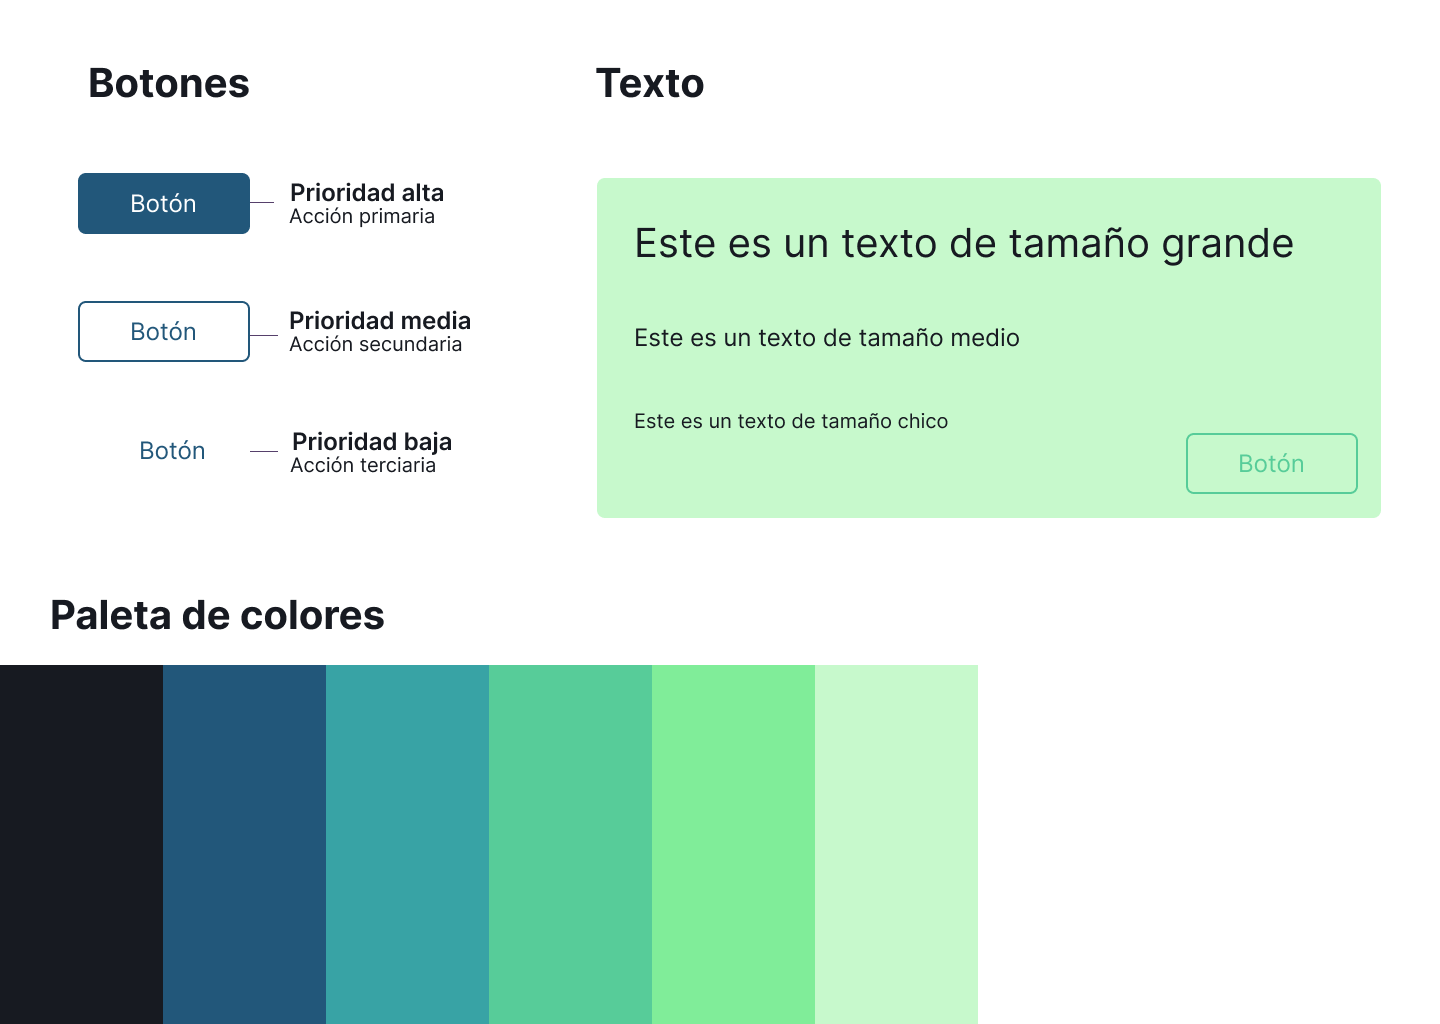 Botones
Botón
Prioridad alta
Acción primaria
Botón
Prioridad media
Acción secundaria
Botón
Prioridad baja
Acción terciaria
Texto
Este es un texto de tamaño grande
Este es un texto de tamaño medio
Este es un texto de tamaño chico
Botón
Paleta de colores